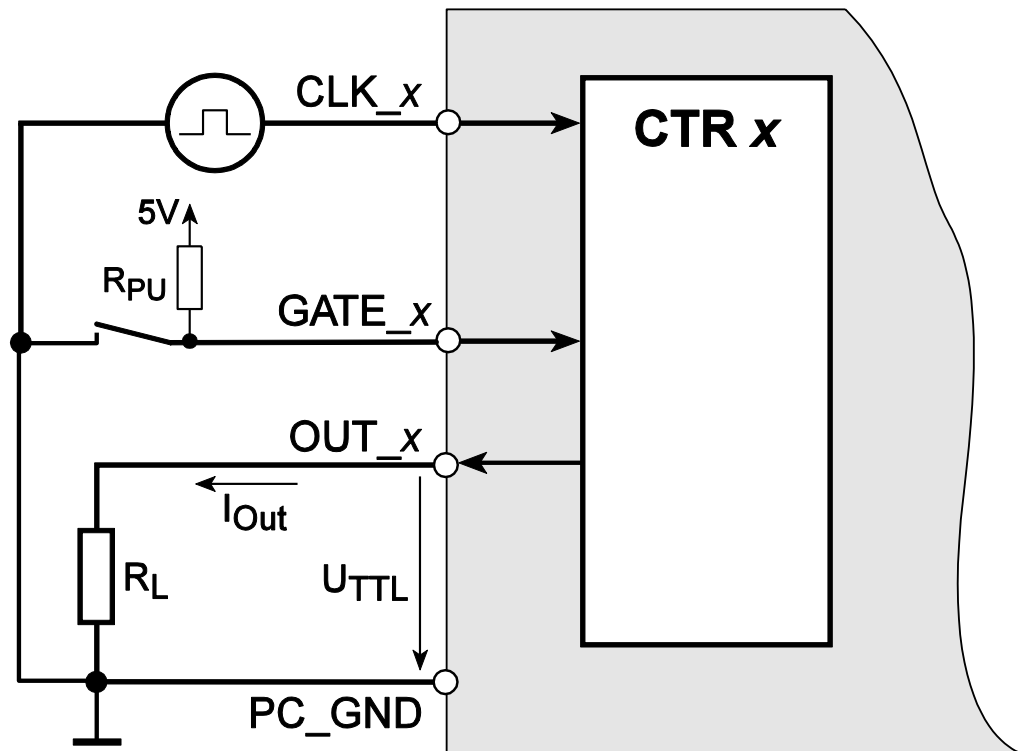 CLK_x
CTR x
5V
RPU
GATE_x
OUT_x
IOut
RL
UTTL
PC_GND